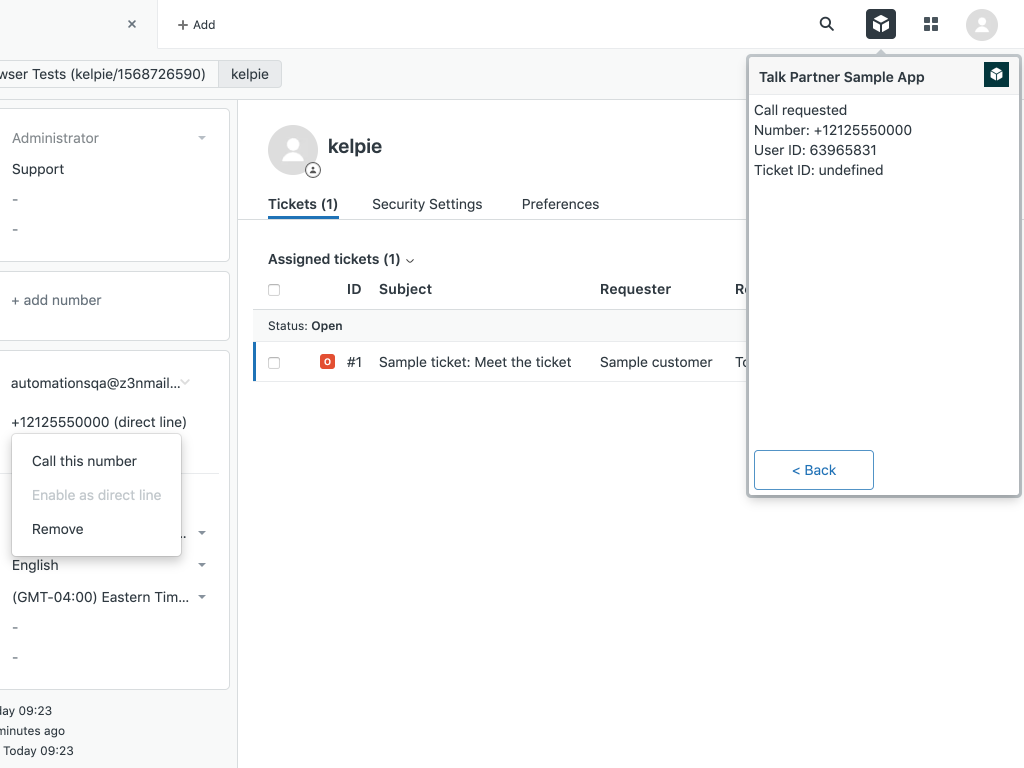 Add
wser Tests (kelpie/1568726590)
kelpie
Administrator
Support
-
-
+ add number
automationsqa@z3nmail...
+12125550000 (direct line)
Call this number
Enable as direct line
Remove
..
English
(GMT-04:00) Eastern Tim...
-
-
09:23
minutes ago
Today 09:23
kelpie
Tickets (1)
Security Settings
Preferences
Assigned tickets (1)
ID
Subject
Requester
Status: Open
O
#1
Sample ticket: Meet the ticket
Sample customer
Talk Partner Sample App
Call requested
Number: +12125550000
User ID: 63965831
Ticket ID: undefined
< Back